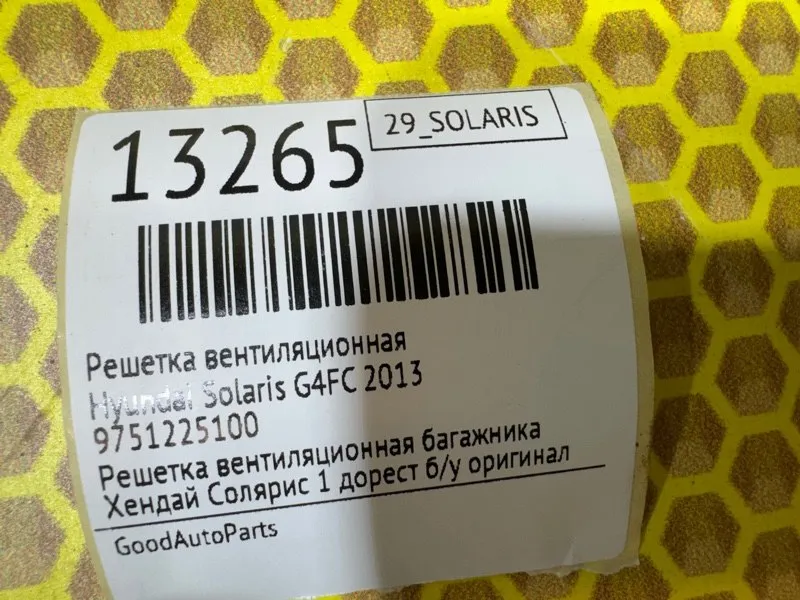 13265
29_SOLARIS
Решетка вентиляционная
Hyundai Solaris G4FC 2013
9751225100
Решетка вентиляционная багажника
Хендай Солярис 1 дорест б/у оригинал
GoodAutoParts